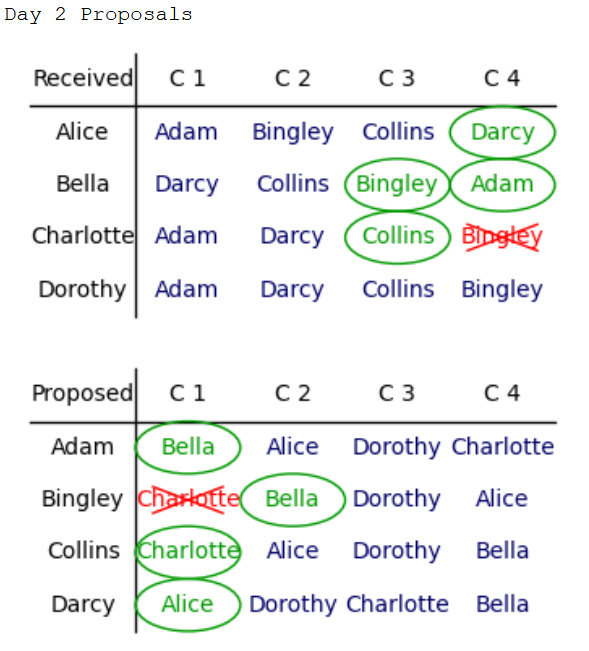 Day 2 Proposals
Received C 1 C 2 C 3 C 4
Alice Adam Bingley Collins Darcy
Bella Darcy Collins Bingley Adam
Charlotte Adam Darcy Collins Bingley
Dorothy Adam Darcy Collins Bingley
Proposed C 1 C 2 C 3 C 4
Adam Bella Alice Dorothy Charlotte
Bingley Charlotte Bella Dorothy Alice
Collins Charlotte Alice Dorothy Bella
Darcy Alice Dorothy Charlotte Bella